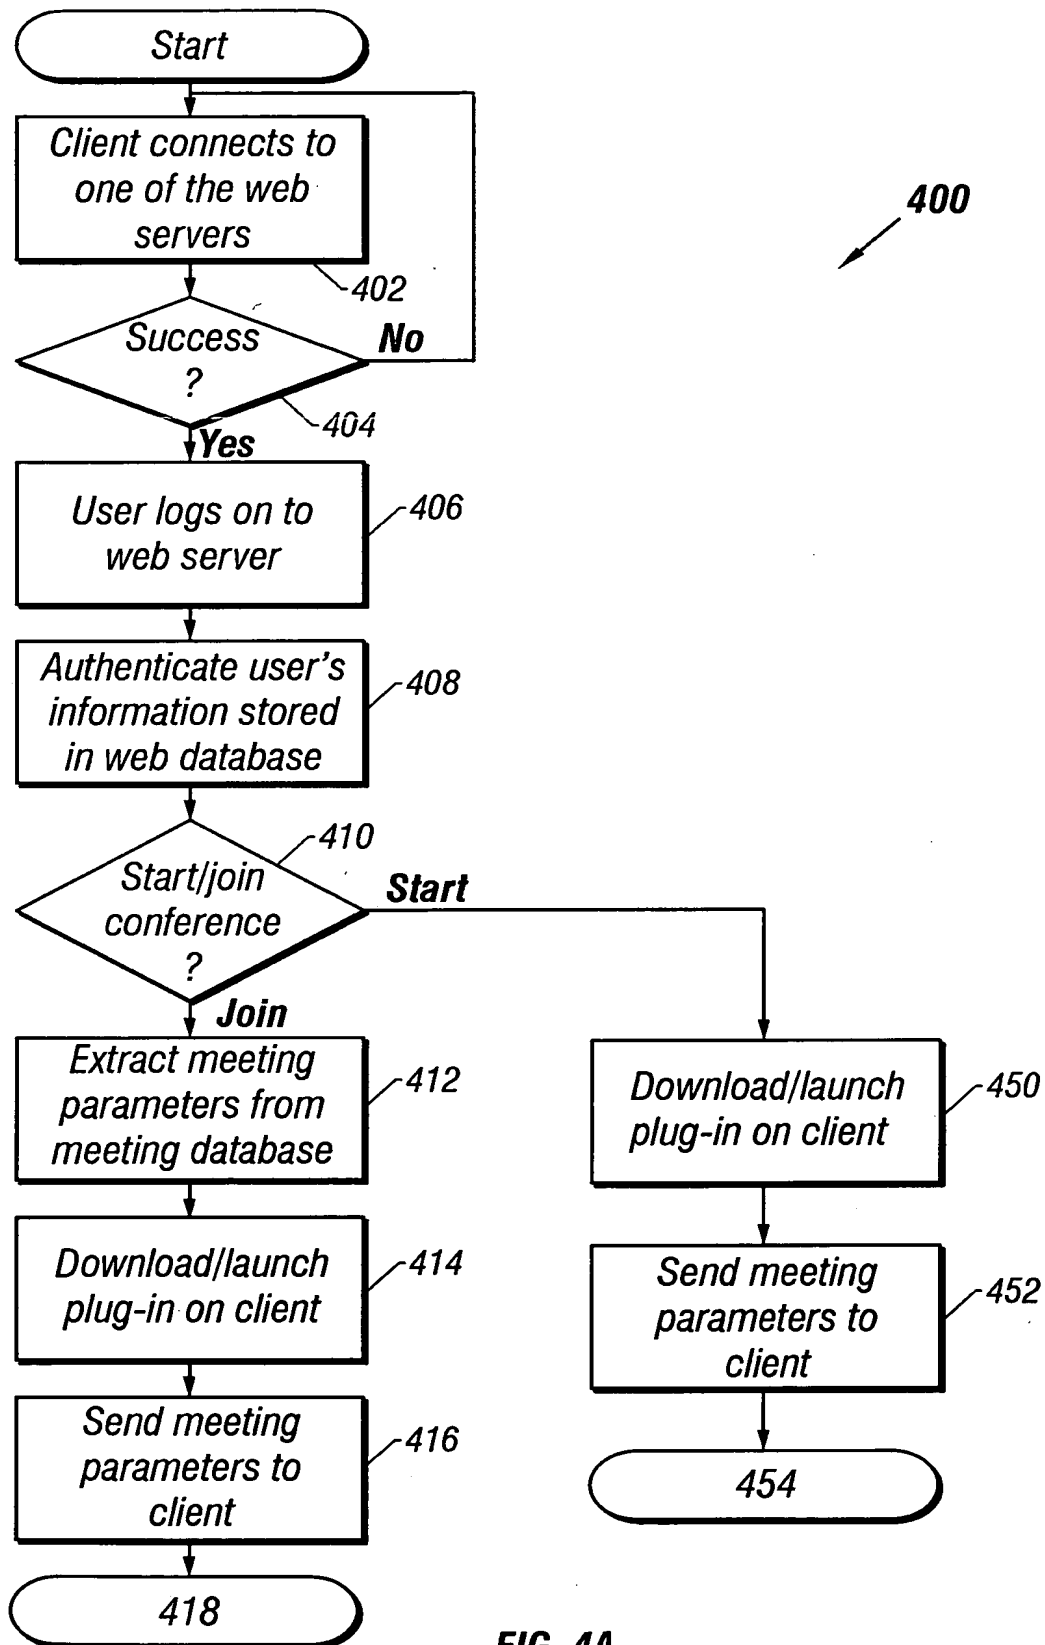 Start
Client connects to
one of the web
servers
400
402
Success
?
No
404
Yes
User logs on to
web server
406
Authenticate user's
information stored
in web database
408
410
Start/join
conference
?
Start
Join
Extract meeting
parameters from
meeting database
412
Download/launch
plug-in on client
450
Download/launch
plug-in on client
414
Send meeting
parameters to
client
452
Send meeting
parameters to
client
416
454
418
FIG. 4A